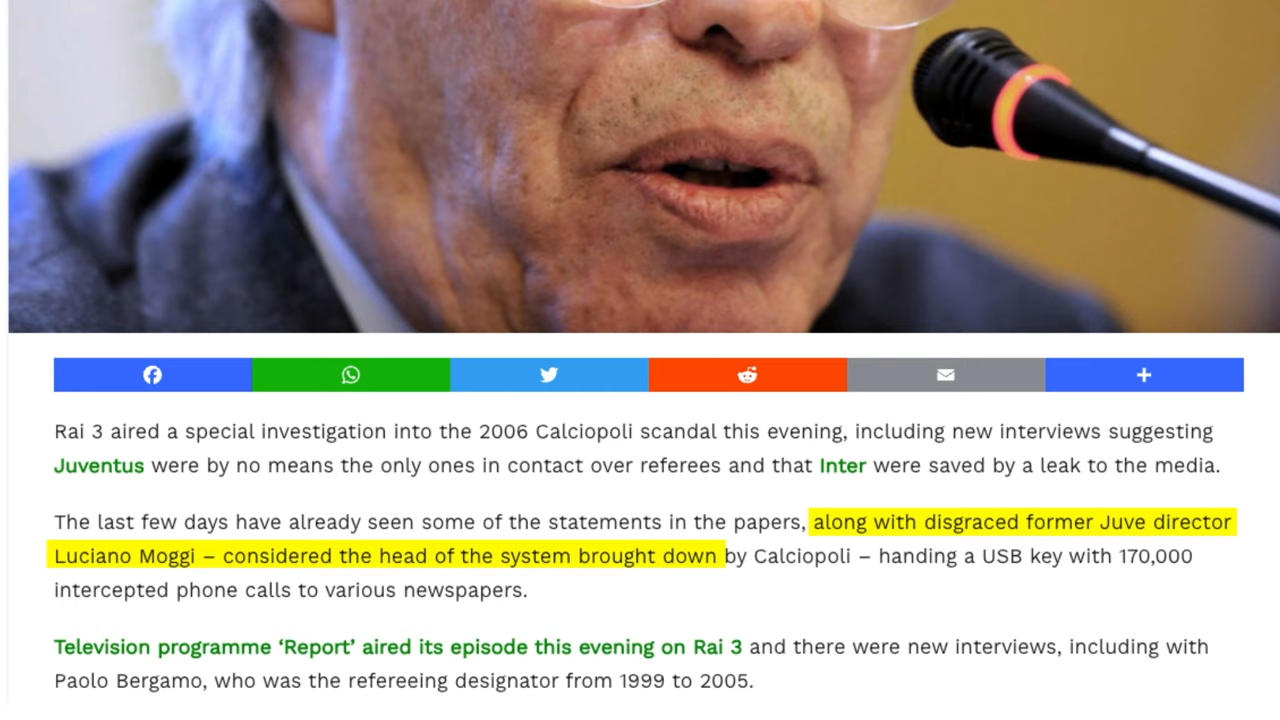 Rai 3 aired a special investigation into the 2006 Calciopoli scandal this evening, including new interviews suggesting
Juventus were by no means the only ones in contact over referees and that Inter were saved by a leak to the media.
The last few days have already seen some of the statements in the papers, along with disgraced former Juve director
Luciano Moggi – considered the head of the system brought down by Calciopoli – handing a USB key with 170,000
intercepted phone calls to various newspapers.
Television programme ‘Report’ aired its episode this evening on Rai 3 and there were new interviews, including with
Paolo Bergamo, who was the refereeing designator from 1999 to 2005.